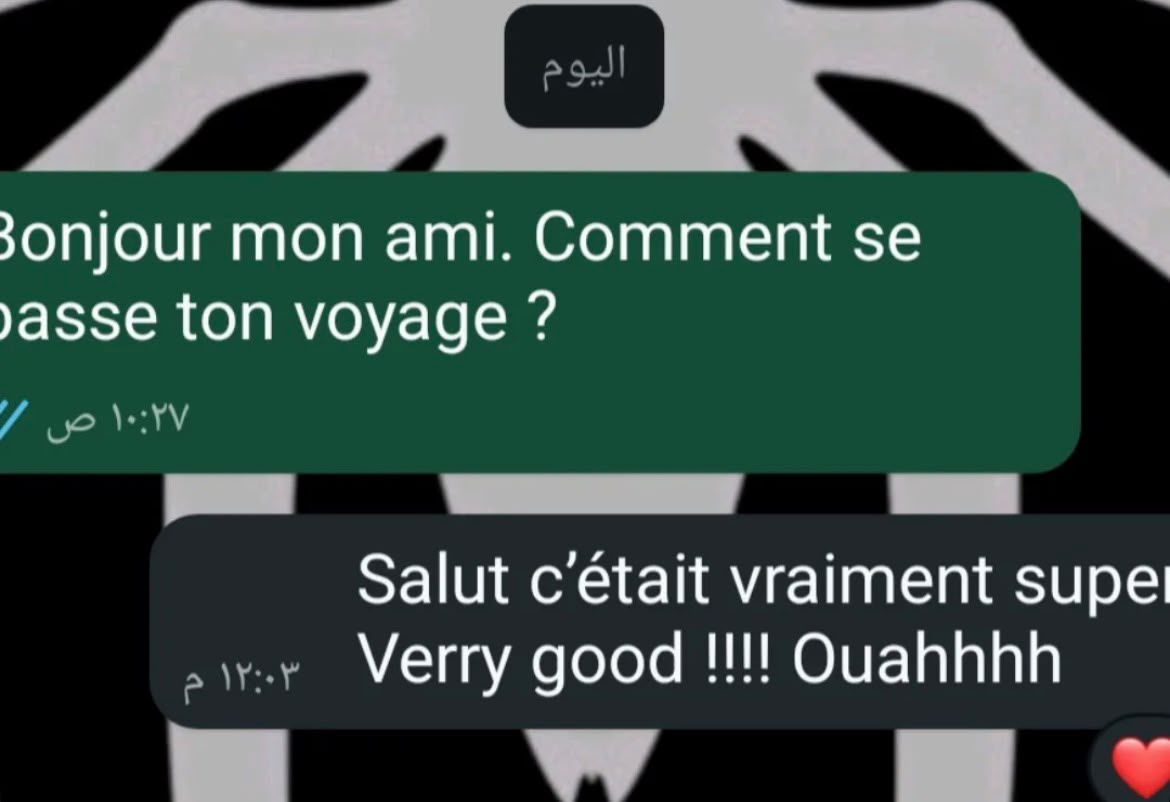 اليوم
Bonjour mon ami. Comment se
passe ton voyage ?
١٠:٢٧ ص
Salut c’était vraiment super
Verry good !!!! Ouahhhh
١٢:٠٣ م